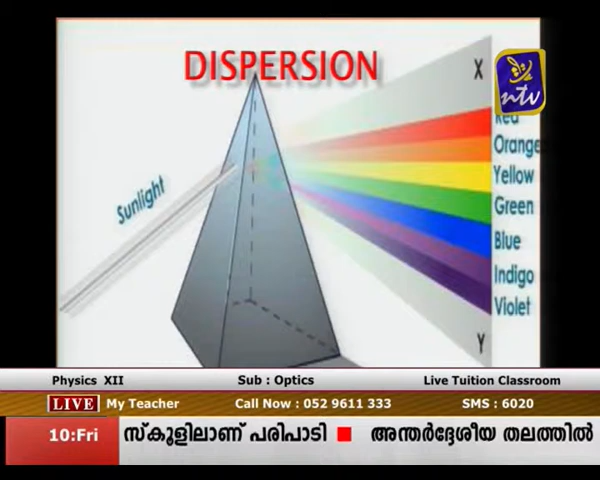 DISPERSION
X
ntv
Red
Orange
Sunlight
Yellow
Green
Blue
Indigo
Violet
Y
Physics XII Sub : Optics Live Tuition Classroom
LIVE My Teacher Call Now : 052 9611 333 SMS : 6020
10:Fri സ്കൂളിലാണ് പരിപാടി ■ അന്തർദ്ദേശീയ തലത്തിൽ